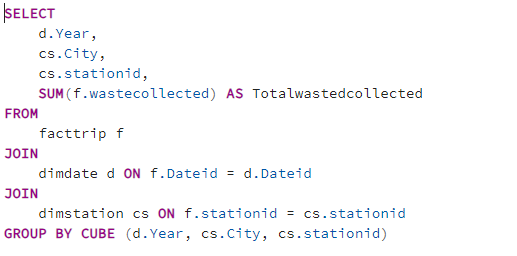 SELECT
    d.Year,
    cs.City,
    cs.stationid,
    SUM(f.wastecollected) AS Totalwastedcollected
FROM
    facttrip f
JOIN
    dimdate d ON f.Dateid = d.Dateid
JOIN
    dimstation cs ON f.stationid = cs.stationid
GROUP BY CUBE (d.Year, cs.City, cs.stationid)